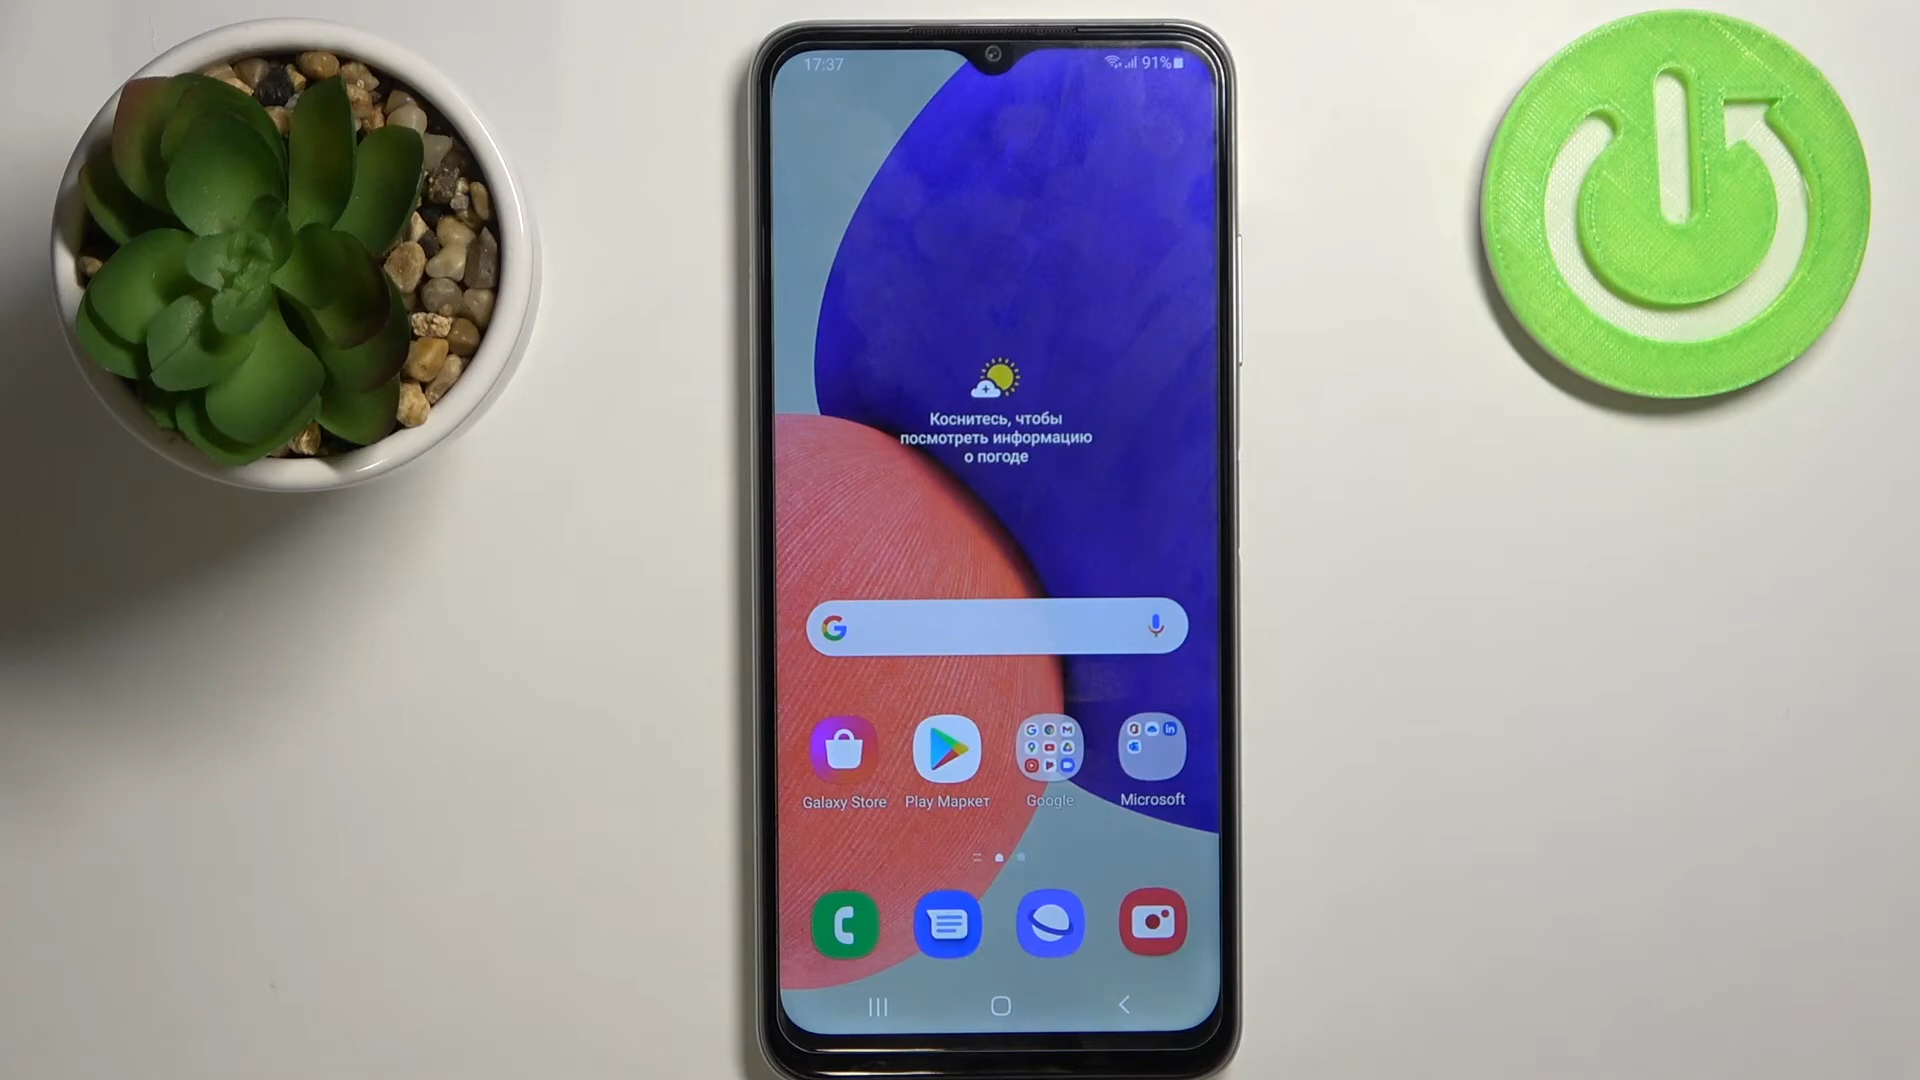 17:37
91%
Коснитесь, чтобы
посмотреть информацию
о погоде
Galaxy Store
Play Маркет
Google
Microsoft